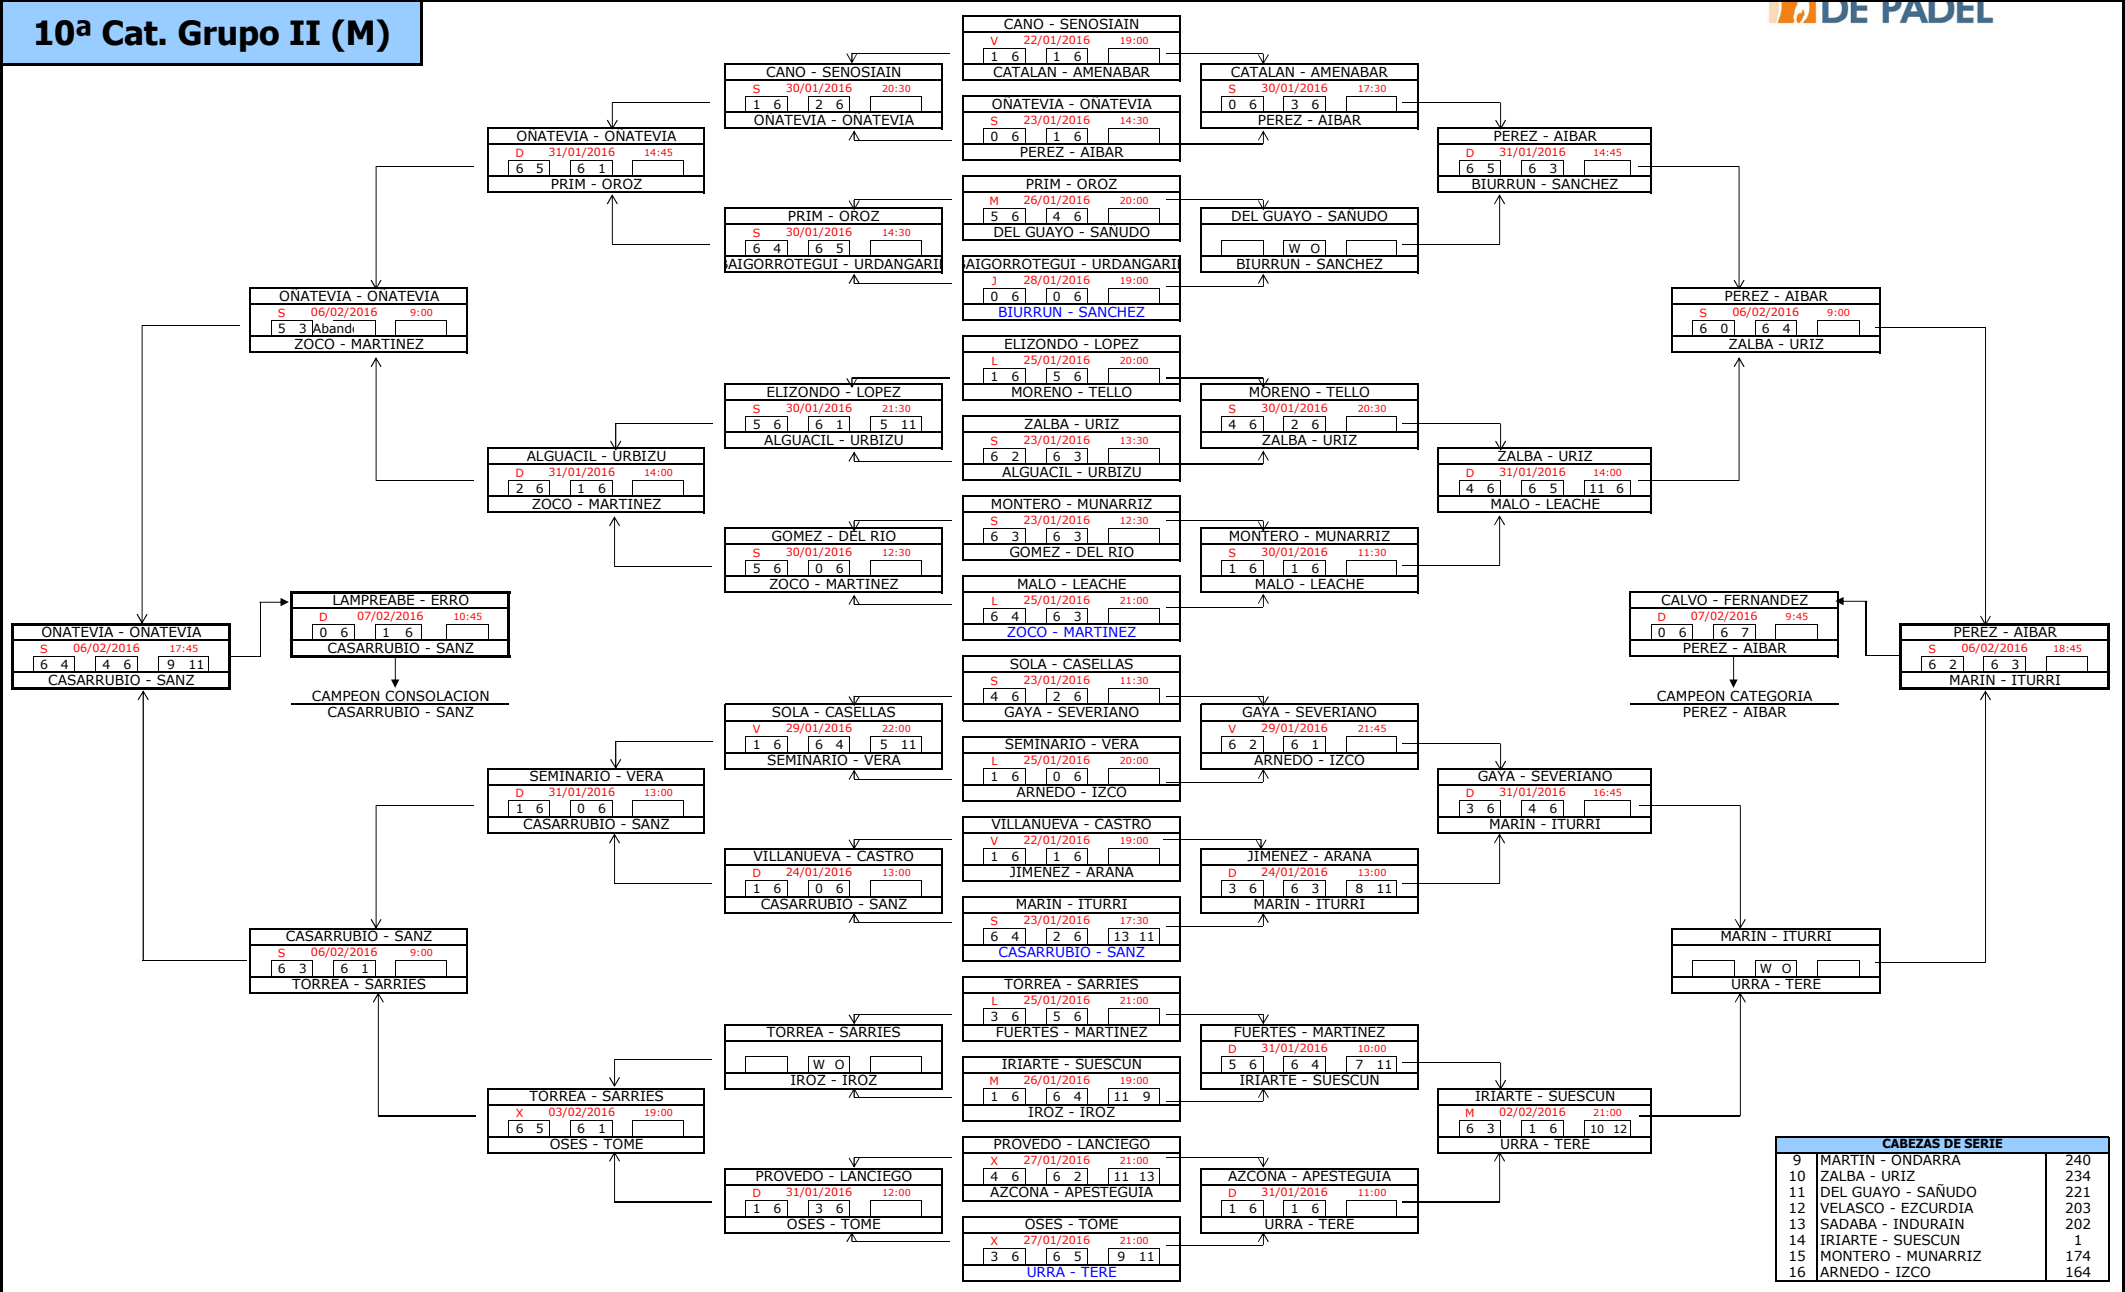 10ª Cat. Grupo II (M)
DE PADEL
CANO - SENOSIAIN
V 22/01/2016 19:00
1 6 1 6
CATALAN - AMENABAR
OÑATEVIA - OÑATEVIA
S 23/01/2016 14:30
0 6 1 6
PEREZ - AIBAR
PRIM - OROZ
M 26/01/2016 20:00
5 6 4 6
DEL GUAYO - SAÑUDO
AIGORROTEGUI - URDANGARI
J 28/01/2016 19:00
0 6 0 6
BIURRUN - SANCHEZ
ELIZONDO - LOPEZ
L 25/01/2016 20:00
1 6 5 6
MORENO - TELLO
ZALBA - URIZ
S 23/01/2016 13:30
6 2 6 3
ALGUACIL - URBIZU
MONTERO - MUNARRIZ
S 23/01/2016 12:30
6 3 6 3
GOMEZ - DEL RIO
MALO - LEACHE
L 25/01/2016 21:00
6 4 6 3
ZOCO - MARTINEZ
SOLA - CASELLAS
S 23/01/2016 11:30
4 6 2 6
GAYA - SEVERIANO
SEMINARIO - VERA
L 25/01/2016 20:00
1 6 0 6
ARNEDO - IZCO
VILLANUEVA - CASTRO
V 22/01/2016 19:00
1 6 1 6
JIMENEZ - ARANA
MARIN - ITURRI
S 23/01/2016 17:30
6 4 2 6 13 11
CASARRUBIO - SANZ
TORREA - SARRIES
L 25/01/2016 21:00
3 6 5 6
FUERTES - MARTINEZ
IRIARTE - SUESCUN
M 26/01/2016 19:00
1 6 6 4 11 9
IROZ - IROZ
PROVEDO - LANCIEGO
X 27/01/2016 21:00
4 6 6 2 11 13
AZCONA - APESTEGUIA
OSES - TOME
X 27/01/2016 21:00
3 6 6 5 9 11
URRA - TERE
CANO - SENOSIAIN
S 30/01/2016 20:30
1 6 2 6
OÑATEVIA - OÑATEVIA
PRIM - OROZ
S 30/01/2016 14:30
6 4 6 5
AIGORROTEGUI - URDANGARI
ELIZONDO - LOPEZ
S 30/01/2016 21:30
5 6 6 1 5 11
ALGUACIL - URBIZU
GOMEZ - DEL RIO
S 30/01/2016 12:30
5 6 0 6
ZOCO - MARTINEZ
SOLA - CASELLAS
V 29/01/2016 22:00
1 6 6 4 5 11
SEMINARIO - VERA
VILLANUEVA - CASTRO
D 24/01/2016 13:00
1 6 0 6
CASARRUBIO - SANZ
TORREA - SARRIES
W O
IROZ - IROZ
PROVEDO - LANCIEGO
D 31/01/2016 12:00
1 6 3 6
OSES - TOME
OÑATEVIA - OÑATEVIA
D 31/01/2016 14:45
6 5 6 1
PRIM - OROZ
ALGUACIL - URBIZU
D 31/01/2016 14:00
2 6 1 6
ZOCO - MARTINEZ
SEMINARIO - VERA
D 31/01/2016 13:00
1 6 0 6
CASARRUBIO - SANZ
TORREA - SARRIES
X 03/02/2016 19:00
6 5 6 1
OSES - TOME
OÑATEVIA - OÑATEVIA
S 06/02/2016 9:00
5 3 Aband
ZOCO - MARTINEZ
CASARRUBIO - SANZ
S 06/02/2016 9:00
6 3 6 1
TORREA - SARRIES
OÑATEVIA - OÑATEVIA
S 06/02/2016 17:45
6 4 4 6 9 11
CASARRUBIO - SANZ
LAMPREABE - ERRO
D 07/02/2016 10:45
0 6 1 6
CASARRUBIO - SANZ
CAMPEON CONSOLACION
CASARRUBIO - SANZ
CATALAN - AMENABAR
S 30/01/2016 17:30
0 6 3 6
PEREZ - AIBAR
DEL GUAYO - SAÑUDO
W O
BIURRUN - SANCHEZ
MORENO - TELLO
S 30/01/2016 20:30
4 6 2 6
ZALBA - URIZ
MONTERO - MUNARRIZ
S 30/01/2016 11:30
1 6 1 6
MALO - LEACHE
GAYA - SEVERIANO
V 29/01/2016 21:45
6 2 6 1
ARNEDO - IZCO
JIMENEZ - ARANA
D 24/01/2016 13:00
3 6 6 3 8 11
MARIN - ITURRI
FUERTES - MARTINEZ
D 31/01/2016 10:00
5 6 6 4 7 11
IRIARTE - SUESCUN
AZCONA - APESTEGUIA
D 31/01/2016 11:00
1 6 1 6
URRA - TERE
PEREZ - AIBAR
D 31/01/2016 14:45
6 5 6 3
BIURRUN - SANCHEZ
ZALBA - URIZ
D 31/01/2016 14:00
4 6 6 5 11 6
MALO - LEACHE
GAYA - SEVERIANO
D 31/01/2016 16:45
3 6 4 6
MARIN - ITURRI
IRIARTE - SUESCUN
M 02/02/2016 21:00
6 3 1 6 10 12
URRA - TERE
PEREZ - AIBAR
S 06/02/2016 9:00
6 0 6 4
ZALBA - URIZ
MARIN - ITURRI
W O
URRA - TERE
PEREZ - AIBAR
S 06/02/2016 18:45
6 2 6 3
MARIN - ITURRI
CALVO - FERNANDEZ
D 07/02/2016 9:45
0 6 6 7
PEREZ - AIBAR
CAMPEON CATEGORIA
PEREZ - AIBAR
CABEZAS DE SERIE
9 MARTIN - ONDARRA 240
10 ZALBA - URIZ 234
11 DEL GUAYO - SAÑUDO 221
12 VELASCO - EZCURDIA 203
13 SADABA - INDURAIN 202
14 IRIARTE - SUESCUN 1
15 MONTERO - MUNARRIZ 174
16 ARNEDO - IZCO 164